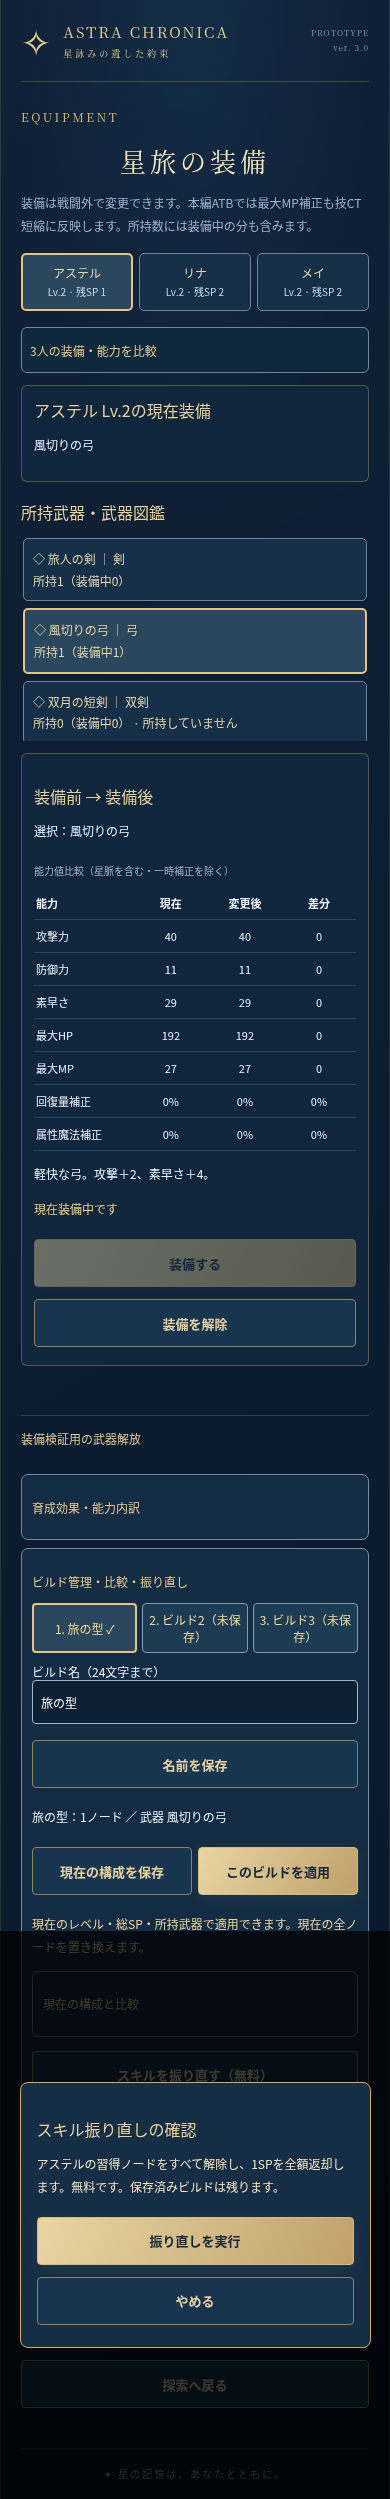 ASTRA CHRONICA
星詠みの遺した約束
PROTOTYPE
ver. 3.0
EQUIPMENT
星旅の装備
装備は戦闘外で変更できます。本編ATBでは最大MP補正も技CT
短縮に反映します。所持数には装備中の分も含みます。
アステル
Lv.2・残SP 1
リナ
Lv.2・残SP 2
メイ
Lv.2・残SP 2
3人の装備・能力を比較
アステル Lv.2の現在装備
風切りの弓
所持武器・武器図鑑
◇ 旅人の剣｜剣
所持1（装備中0）
◇ 風切りの弓｜弓
所持1（装備中1）
◇ 双月の短剣｜双剣
所持0（装備中0）・所持していません
装備前 → 装備後
選択：風切りの弓
能力値比較（星脈を含む・一時補正を除く）
能力 現在 変更後 差分
攻撃力 40 40 0
防御力 11 11 0
素早さ 29 29 0
最大HP 192 192 0
最大MP 27 27 0
回復量補正 0% 0% 0%
属性魔法補正 0% 0% 0%
軽快な弓。攻撃＋2、素早さ＋4。
現在装備中です
装備する
装備を解除
装備検証用の武器解放
育成効果・能力内訳
ビルド管理・比較・振り直し
1. 旅の型 ✓
2. ビルド2（未保
存）
3. ビルド3（未保
存）
ビルド名（24文字まで）
旅の型
名前を保存
旅の型：1ノード ／ 武器 風切りの弓
現在の構成を保存
このビルドを適用
現在のレベル・総SP・所持武器で適用できます。現在の全ノ
ードを置き換えます。
現在の構成と比較
スキルを振り直す（無料）
スキル振り直しの確認
アステルの習得ノードをすべて解除し、1SPを全額返却し
ます。無料です。保存済みビルドは残ります。
振り直しを実行
やめる
探索へ戻る
✦ 星の記憶は、あなたとともに。